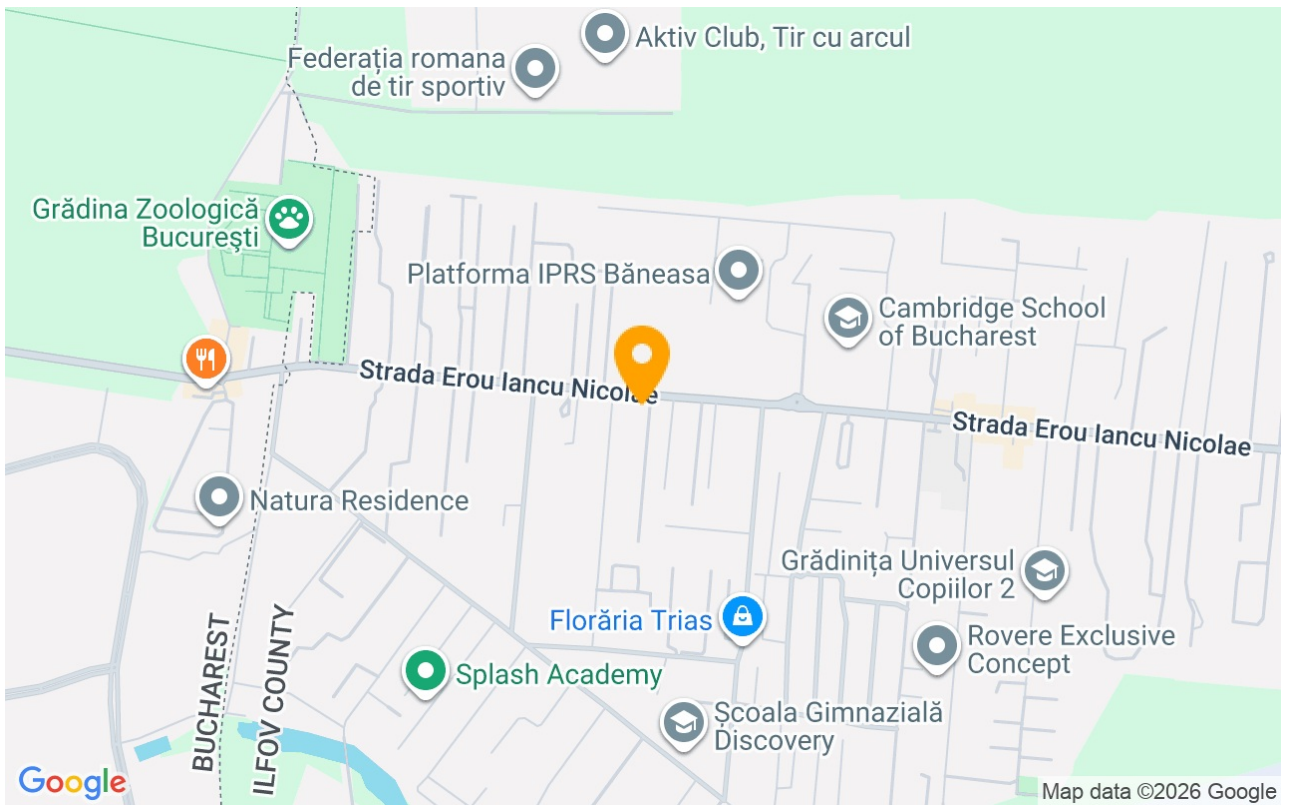 Aktiv Club, Tir cu arcul
Federația romana
de tir sportiv
Grădina Zoologică
București
Platforma IPRS Băneasa
Cambridge School
of Bucharest
Strada Erou Iancu Nicolae
Strada Erou Iancu Nicolae
Natura Residence
Grădinița Universul
Copiilor 2
Florăria Trias
Rovere Exclusive
Concept
Splash Academy
Școala Gimnazială
Discovery
BUCHAREST
ILFOV COUNTY
Google
Map data ©2026 Google